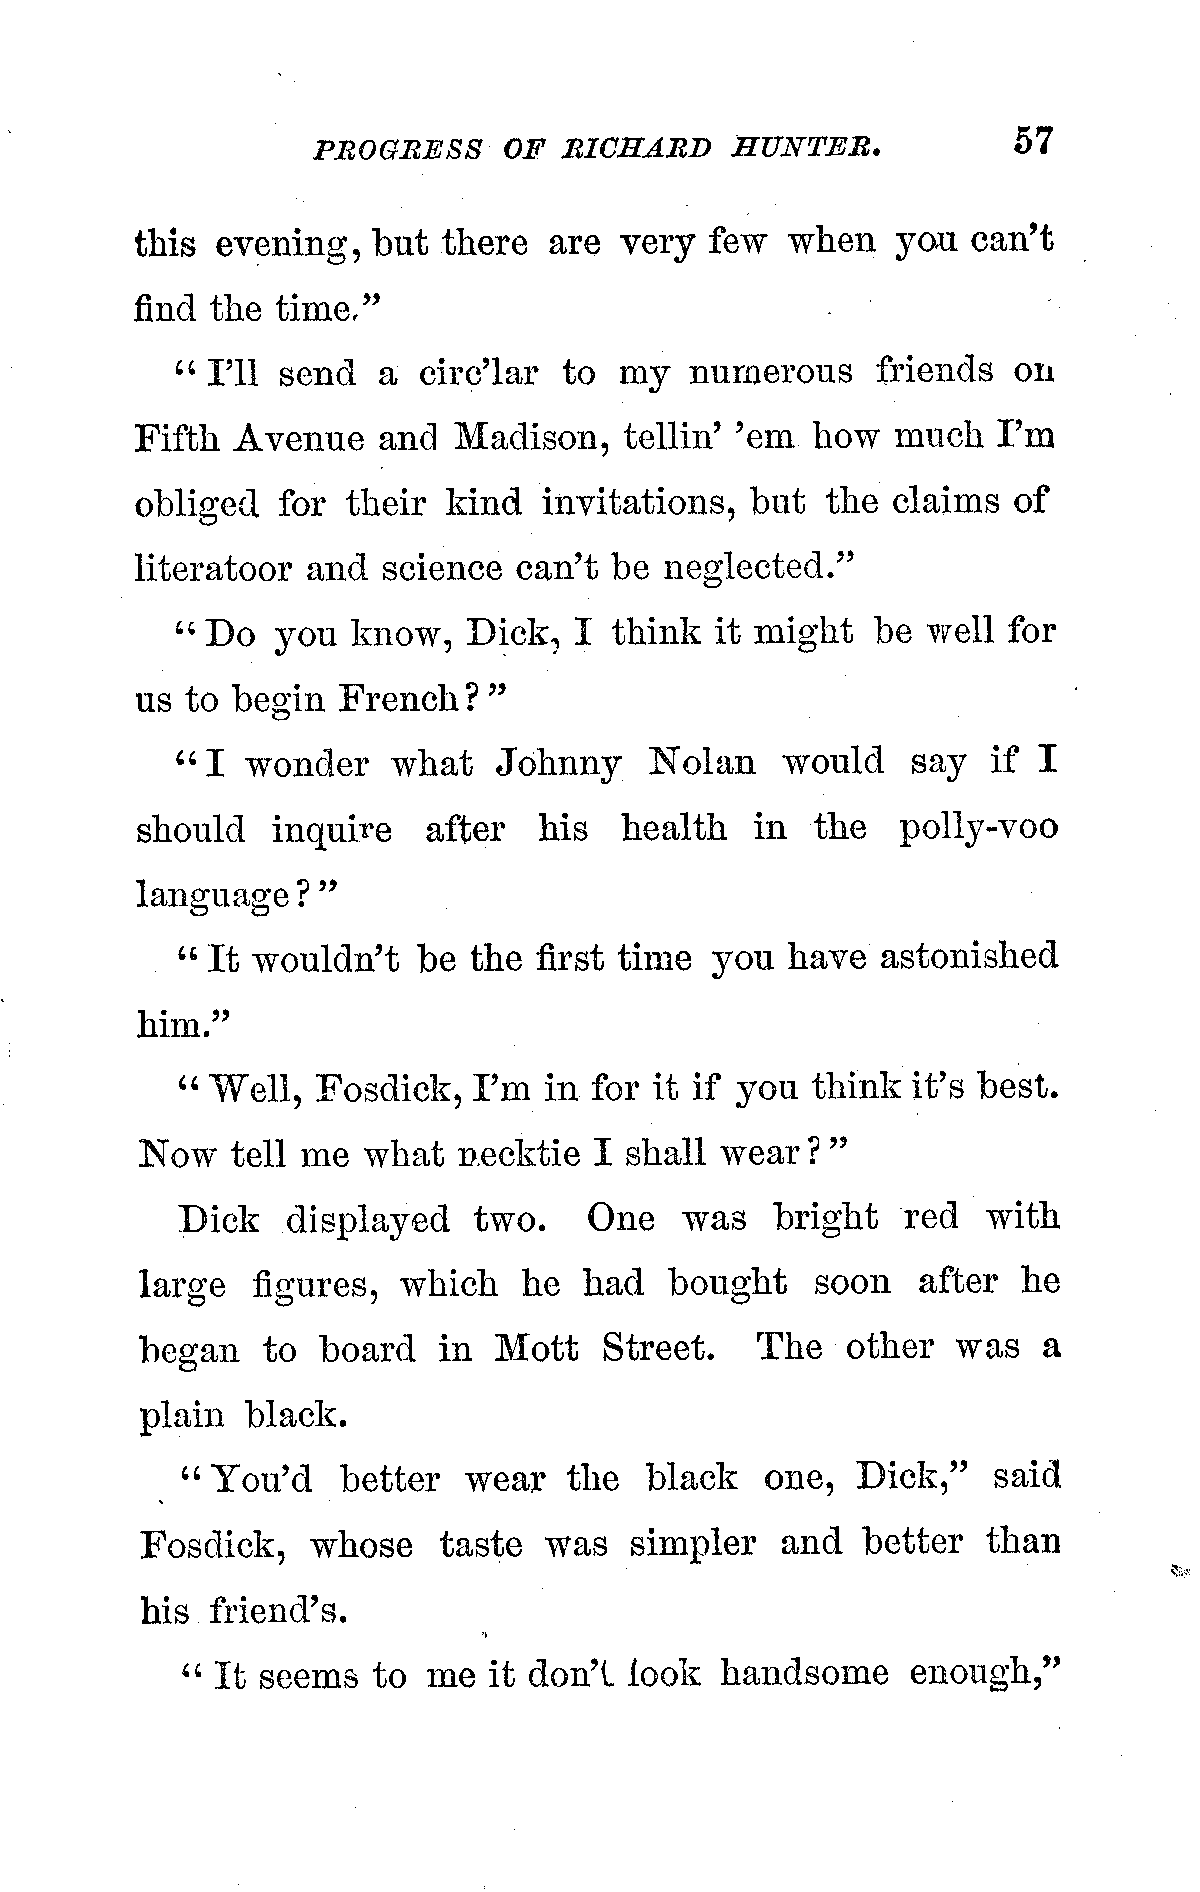 PROGRESS OF RICHARD HUNTER. 57
this evening, but there are very few when you can't
find the time."
"I'll send a circ'lar to my numerous friends on
Fifth Avenue and Madison, tellin' 'em how much I'm
obliged for their kind invitations, but the claims of
literatoor and science can't be neglected."
"Do you know, Dick, I think it might be well for
us to begin French?"
"I wonder what Johnny Nolan would say if I
should inquire after his health in the polly-voo
language?"
"It wouldn't be the first time you have astonished
him."
"Well, Fosdick, I'm in for it if you think it's best.
Now tell me what necktie I shall wear?"
Dick displayed two. One was bright red with
large figures, which he had bought soon after he
began to board in Mott Street. The other was a
plain black.
"You'd better wear the black one, Dick," said
Fosdick, whose taste was simpler and better than
his friend's.
"It seems to me it don't look handsome enough,"